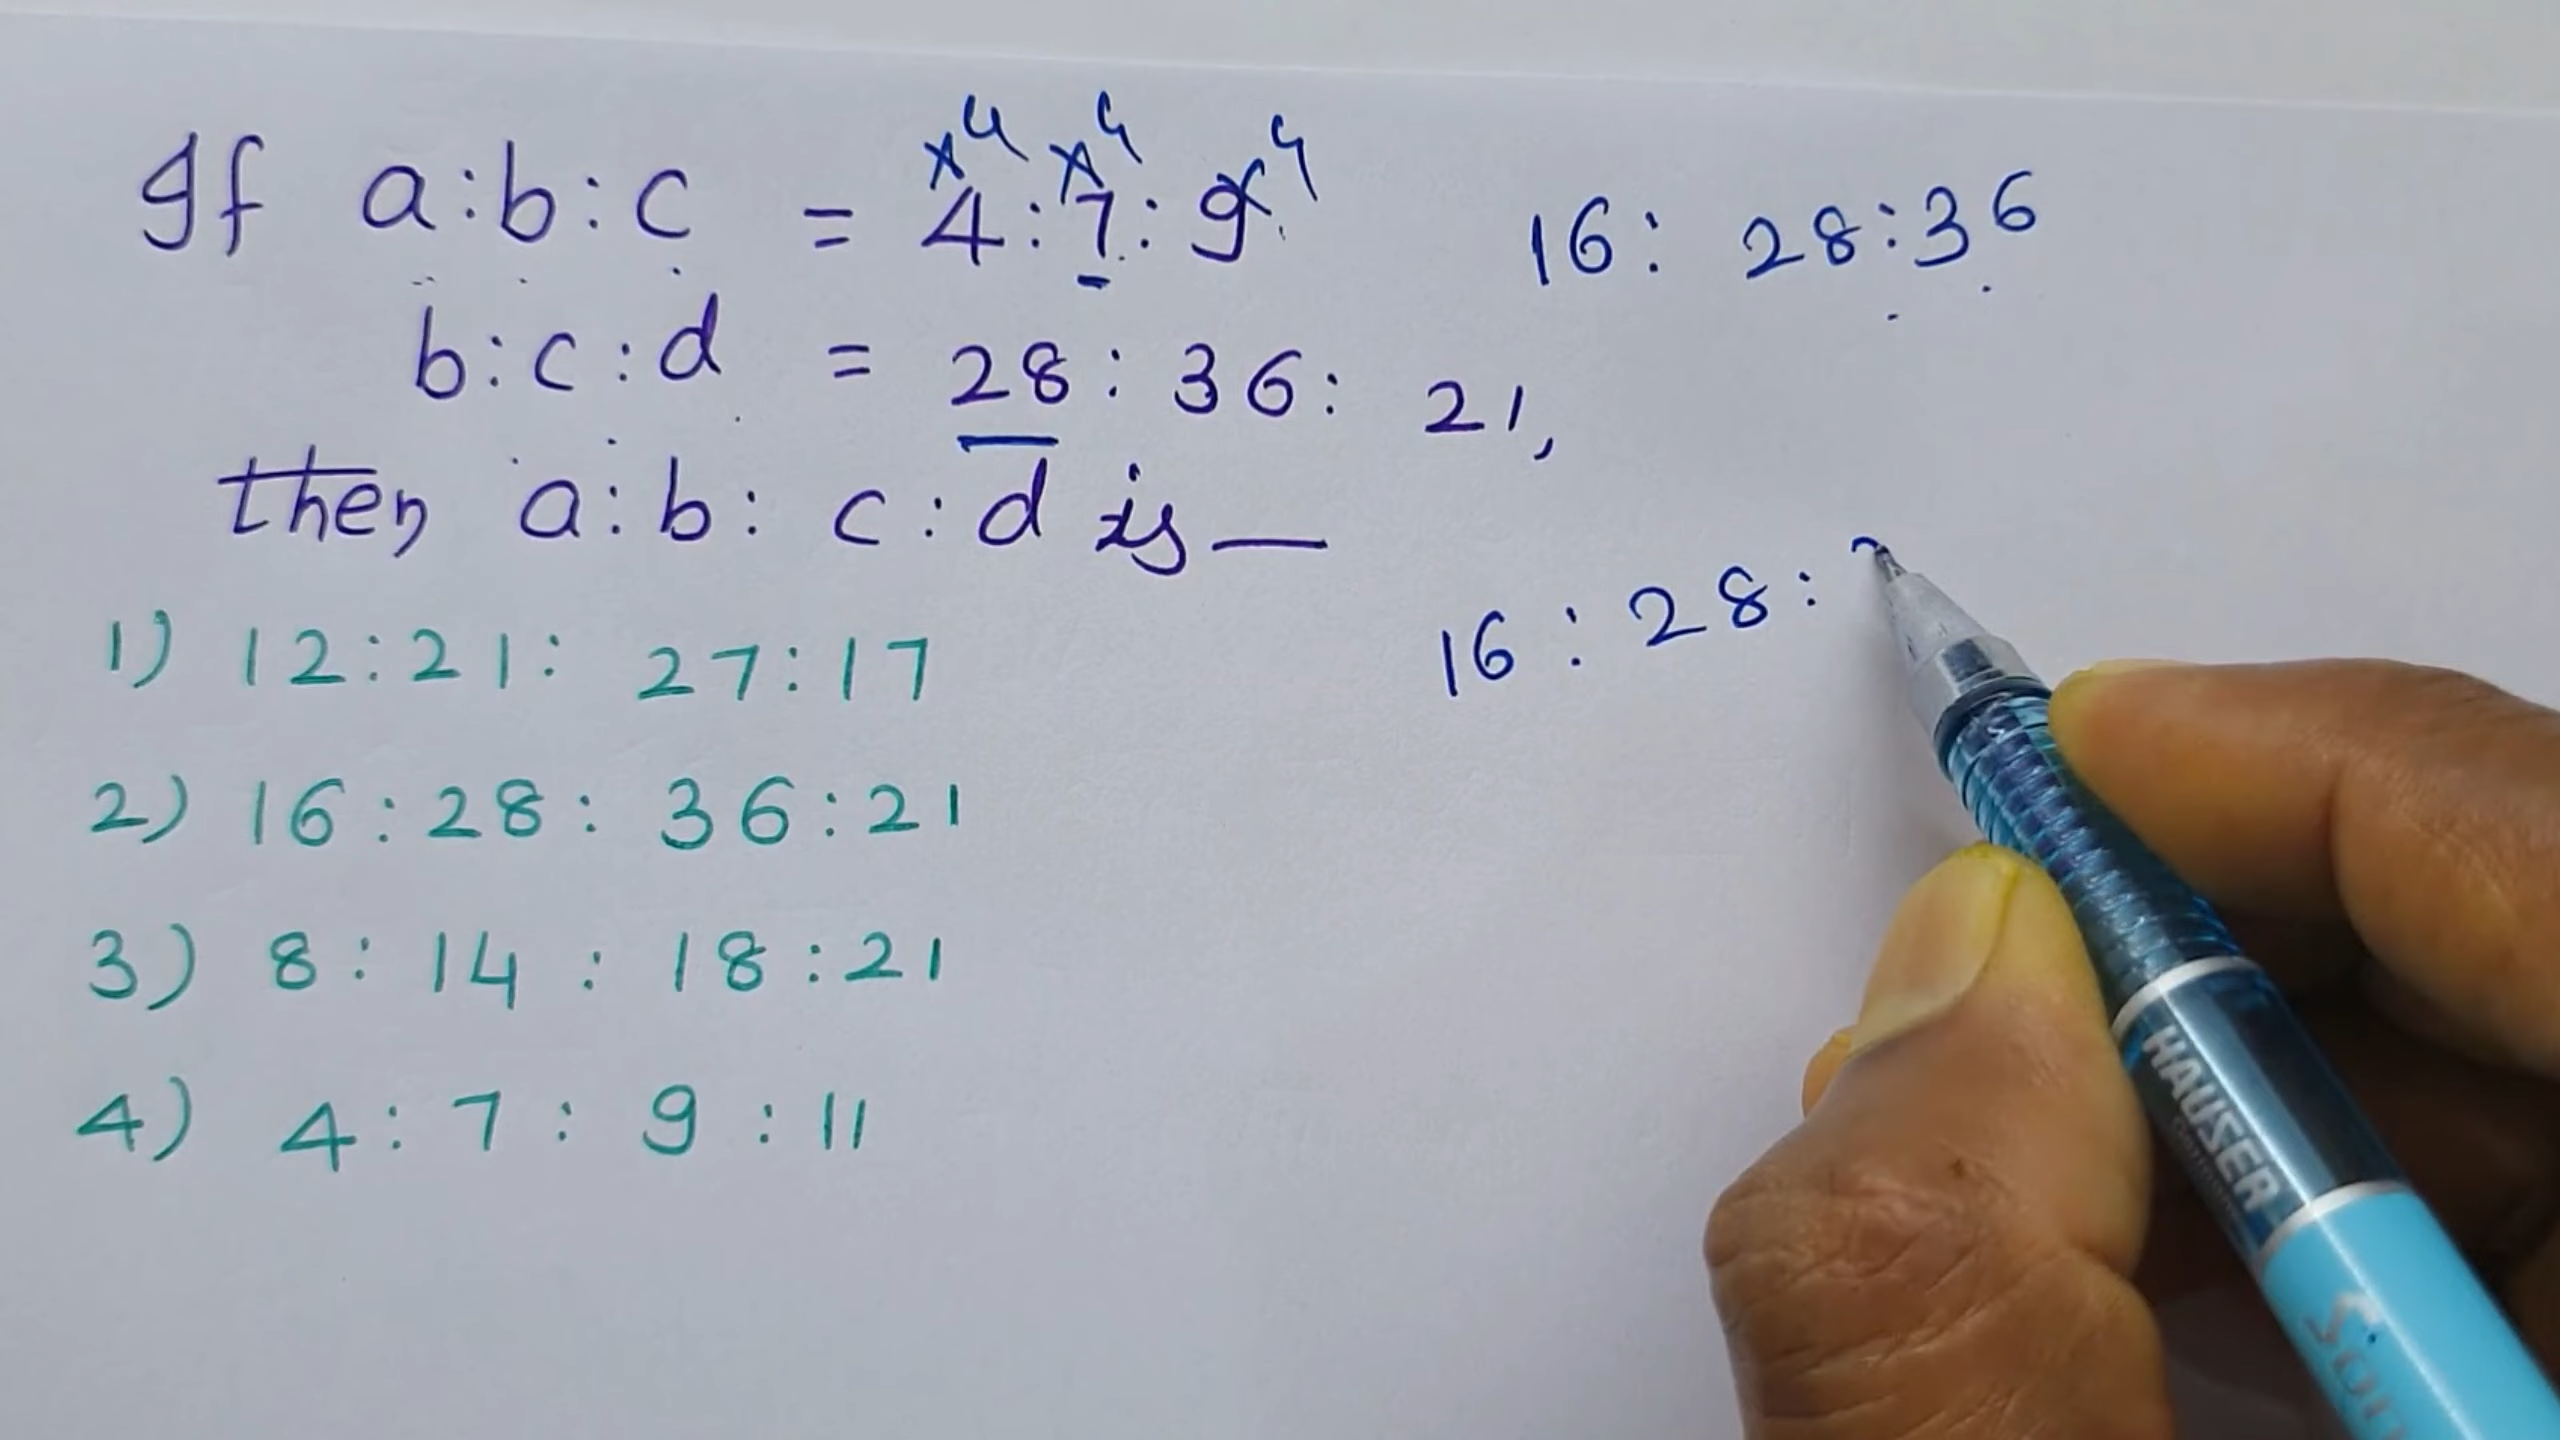 x4 x4 x4
If a:b:c = 4:7:9 16: 28:36
b:c:d = 28: 36: 21,
then a:b: c:d is _
16: 28:
1) 12:21: 27:17
2) 16:28: 36:21
3) 8: 14 : 18:21
4) 4: 7: 9 : 11
HAUSER